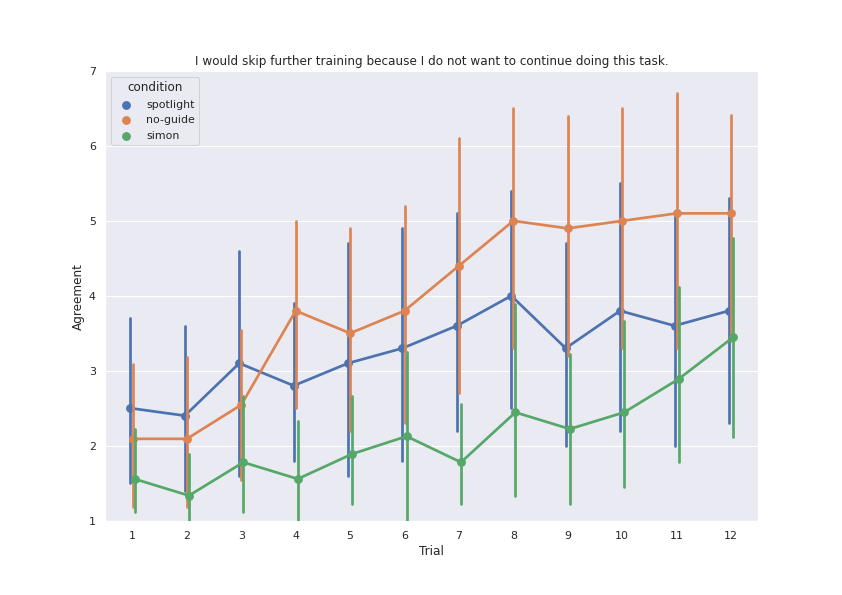 I would skip further training because I do not want to continue doing this task.
7
condition
spotlight
no-guide
simon
6
5
4
3
2
1
Agreement
1 2 3 4 5 6 7 8 9 10 11 12
Trial